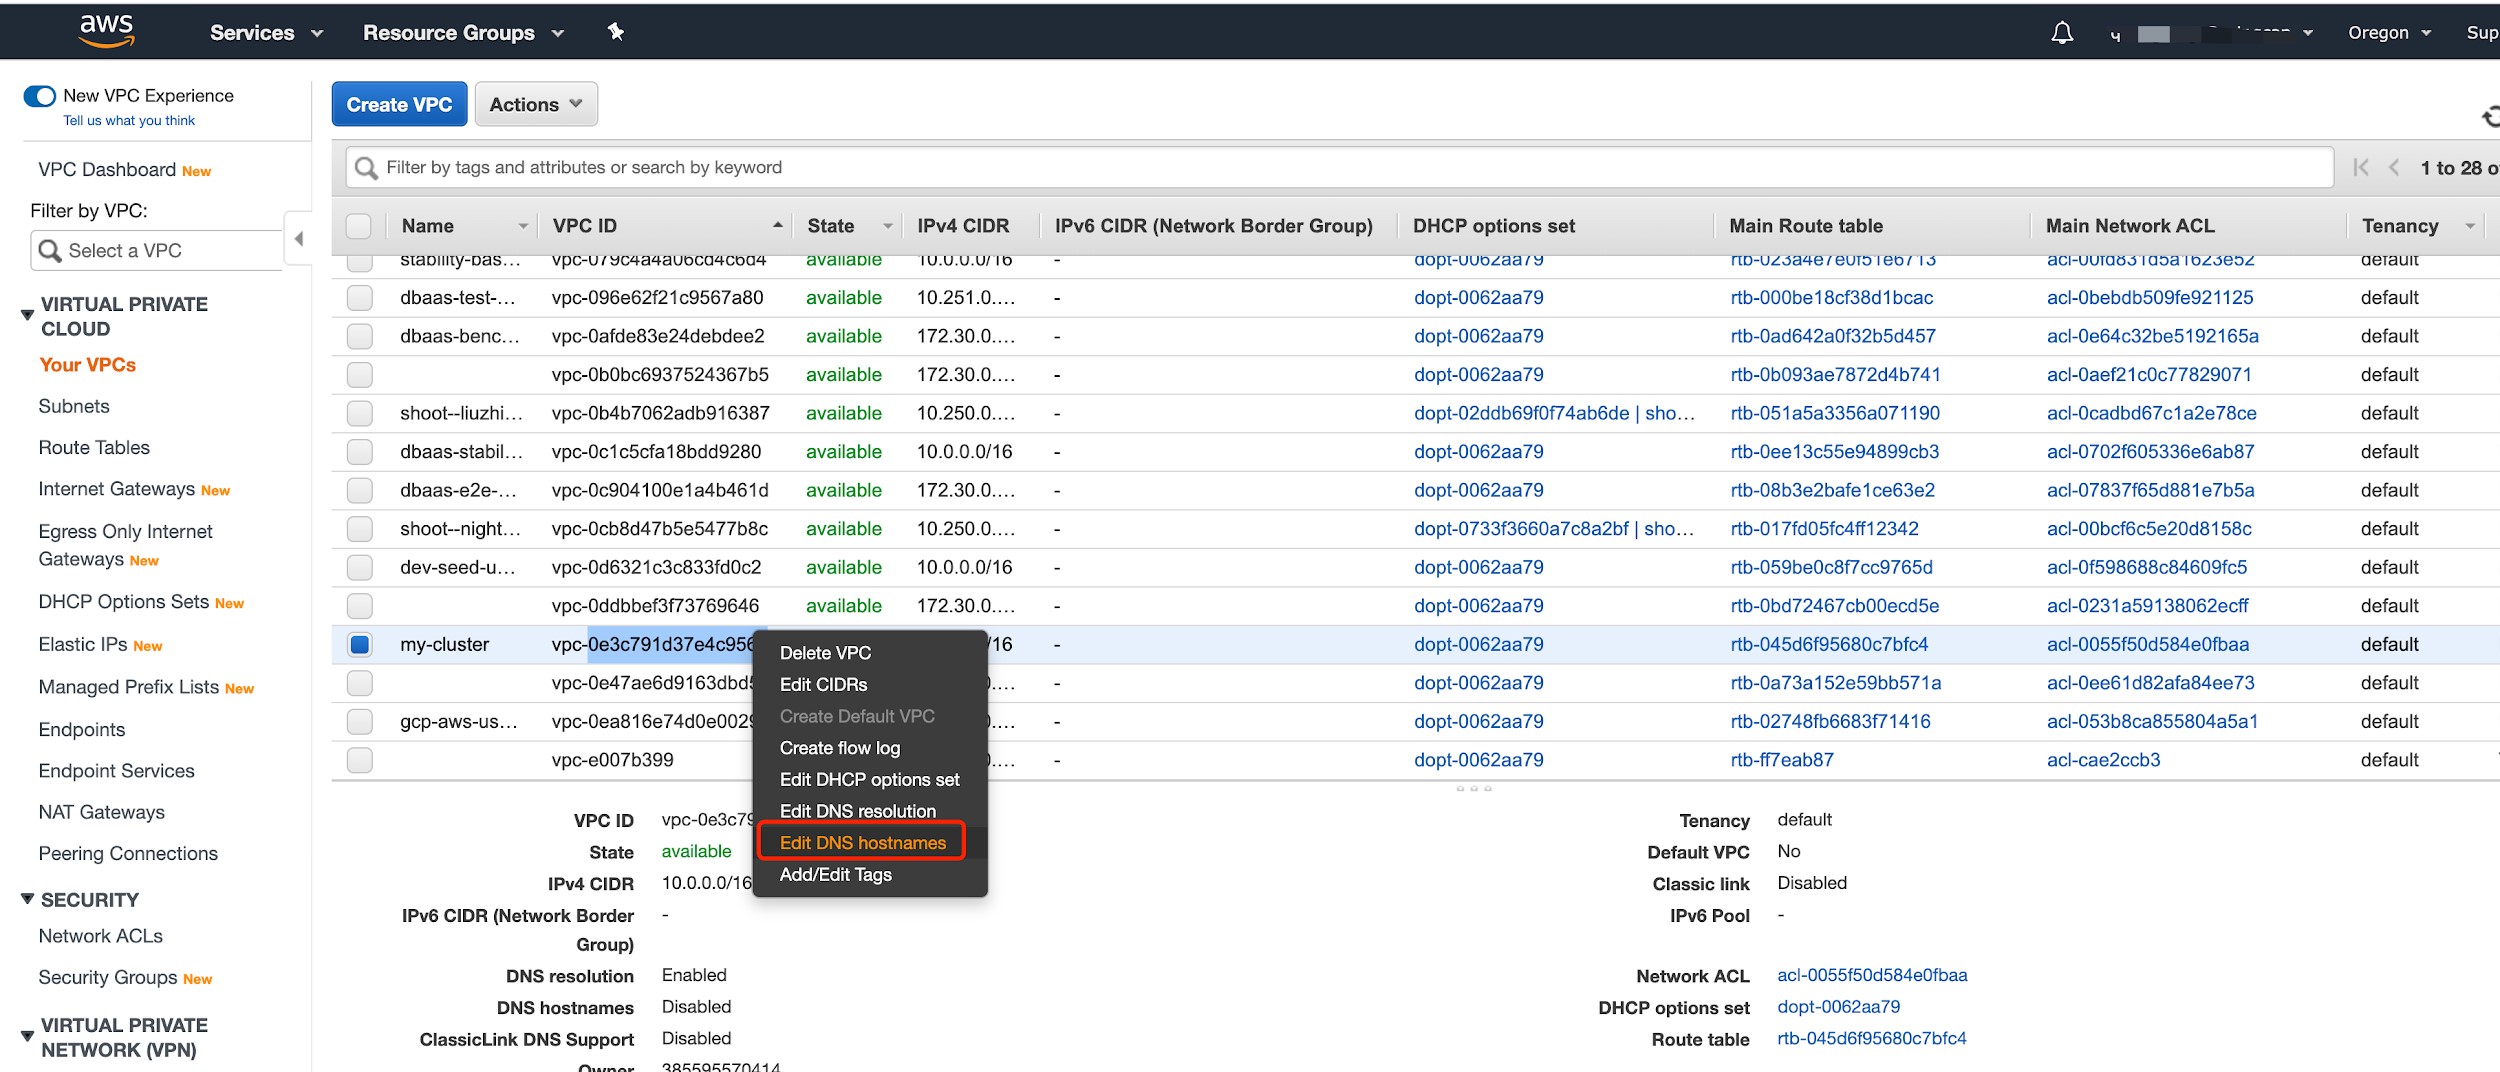 aws Services Resource Groups Oregon Sup
New VPC Experience
Tell us what you think
VPC Dashboard New
Filter by VPC:
Select a VPC
VIRTUAL PRIVATE
CLOUD
Your VPCs
Subnets
Route Tables
Internet Gateways New
Egress Only Internet
Gateways New
DHCP Options Sets New
Elastic IPs New
Managed Prefix Lists New
Endpoints
Endpoint Services
NAT Gateways
Peering Connections
SECURITY
Network ACLs
Security Groups New
VIRTUAL PRIVATE
NETWORK (VPN)
Create VPC Actions
Filter by tags and attributes or search by keyword 1 to 28 o
Name VPC ID State IPv4 CIDR IPv6 CIDR (Network Border Group) DHCP options set Main Route table Main Network ACL Tenancy
stability-bas... vpc-079c4a4a06cd4c6d4 available 10.0.0.0/16 - dopt-0062aa79 rtb-023a4e7e0f51e6713 acl-00fd831d5a1623e52 default
dbaas-test-... vpc-096e62f21c9567a80 available 10.251.0.... - dopt-0062aa79 rtb-000be18cf38d1bcac acl-0bebdb509fe921125 default
dbaas-benc... vpc-0afde83e24debdee2 available 172.30.0.... - dopt-0062aa79 rtb-0ad642a0f32b5d457 acl-0e64c32be5192165a default
vpc-0b0bc6937524367b5 available 172.30.0.... - dopt-0062aa79 rtb-0b093ae7872d4b741 acl-0aef21c0c77829071 default
shoot--liuzhi... vpc-0b4b7062adb916387 available 10.250.0.... - dopt-02ddb69f0f74ab6de | sho... rtb-051a5a3356a071190 acl-0cadbd67c1a2e78ce default
dbaas-stabil... vpc-0c1c5cfa18bdd9280 available 10.0.0.0/16 - dopt-0062aa79 rtb-0ee13c55e94899cb3 acl-0702f605336e6ab87 default
dbaas-e2e-... vpc-0c904100e1a4b461d available 172.30.0.... - dopt-0062aa79 rtb-08b3e2bafe1ce63e2 acl-07837f65d881e7b5a default
shoot--night... vpc-0cb8d47b5e5477b8c available 10.250.0.... - dopt-0733f3660a7c8a2bf | sho... rtb-017fd05fc4ff12342 acl-00bcf6c5e20d8158c default
dev-seed-u... vpc-0d6321c3c833fd0c2 available 10.0.0.0/16 - dopt-0062aa79 rtb-059be0c8f7cc9765d acl-0f598688c84609fc5 default
vpc-0ddbbef3f73769646 available 172.30.0.... - dopt-0062aa79 rtb-0bd72467cb00ecd5e acl-0231a59138062ecff default
my-cluster vpc-0e3c791d37e4c956 /16 - dopt-0062aa79 rtb-045d6f95680c7bfc4 acl-0055f50d584e0fbaa default
vpc-0e47ae6d9163dbd5 .... - dopt-0062aa79 rtb-0a73a152e59bb571a acl-0ee61d82afa84ee73 default
gcp-aws-us... vpc-0ea816e74d0e0029 .... - dopt-0062aa79 rtb-02748fb6683f71416 acl-053b8ca855804a5a1 default
vpc-e007b399 .... - dopt-0062aa79 rtb-ff7eab87 acl-cae2ccb3 default
Delete VPC
Edit CIDRs
Create Default VPC
Create flow log
Edit DHCP options set
Edit DNS resolution
Edit DNS hostnames
Add/Edit Tags
VPC ID vpc-0e3c79
State available
IPv4 CIDR 10.0.0.0/16
IPv6 CIDR (Network Border -
Group)
DNS resolution Enabled
DNS hostnames Disabled
ClassicLink DNS Support Disabled
Owner 385595570414
Tenancy default
Default VPC No
Classic link Disabled
IPv6 Pool -
Network ACL acl-0055f50d584e0fbaa
DHCP options set dopt-0062aa79
Route table rtb-045d6f95680c7bfc4